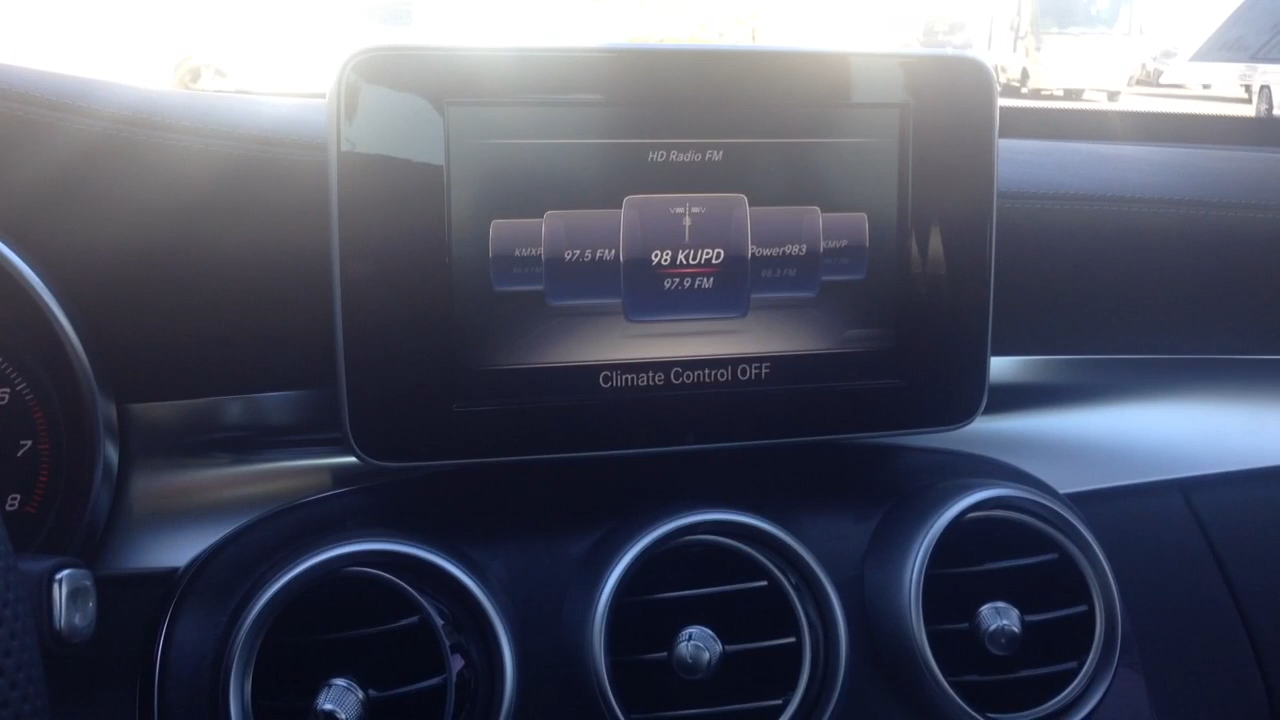 HD Radio FM
KMXP
97.5 FM
98 KUPD
97.9 FM
Power983
98.3 FM
KMVP
Climate Control OFF
6
7
8